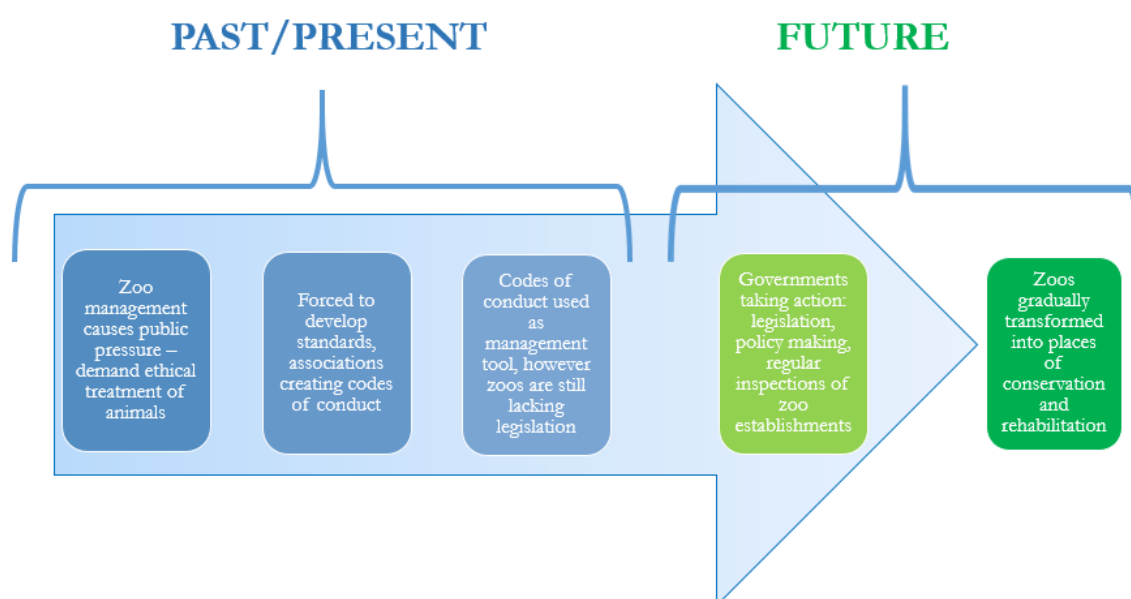 PAST/PRESENT
FUTURE
Zoo
management
causes public
pressure –
demand ethical
treatment of
animals
Forced to
develop
standards,
associations
creating codes
of conduct
Codes of
conduct used
as
management
tool, however
zoos are still
lacking
legislation
Governments
taking action:
legislation,
policy making,
regular
inspections of
zoo
establishments
Zoos
gradually
transformed
into places
of
conservation
and
rehabilitation